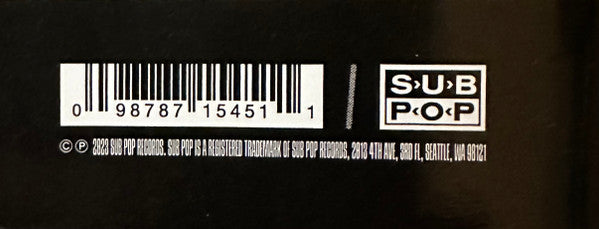 0 98787 15451 1
S›U›B
P‹O‹P
© ℗ 2023 SUB POP RECORDS. SUB POP IS A REGISTERED TRADEMARK OF SUB POP RECORDS, 2013 4TH AVE, 3RD FL, SEATTLE, WA 98121